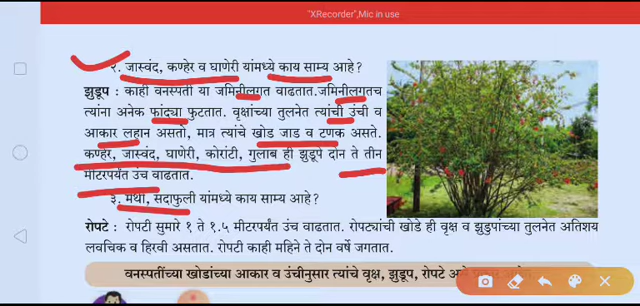 "XRecorder",Mic in use
२. जास्वंद, कण्हेर व घाणेरी यांमध्ये काय साम्य आहे?
झुडूप : काही वनस्पती या जमिनीलगत वाढतात.जमिनीलगतच
त्यांना अनेक फांद्या फुटतात. वृक्षांच्या तुलनेत त्यांची उंची व
आकार लहान असतो, मात्र त्यांचे खोड जाड व टणक असते.
कण्हेर, जास्वंद, घाणेरी, कोरांटी, गुलाब ही झुडूपे दोन ते तीन
मीटरपर्यंत उंच वाढतात.
३. मेथी, सदाफुली यांमध्ये काय साम्य आहे?
रोपटे : रोपटी सुमारे १ ते १.५ मीटरपर्यंत उंच वाढतात. रोपट्यांची खोडे ही वृक्ष व झुडुपांच्या तुलनेत अतिशय
लवचिक व हिरवी असतात. रोपटी काही महिने ते दोन वर्षे जगतात.
वनस्पतींच्या खोडांच्या आकार व उंचीनुसार त्यांचे वृक्ष, झुडूप, रोपटे